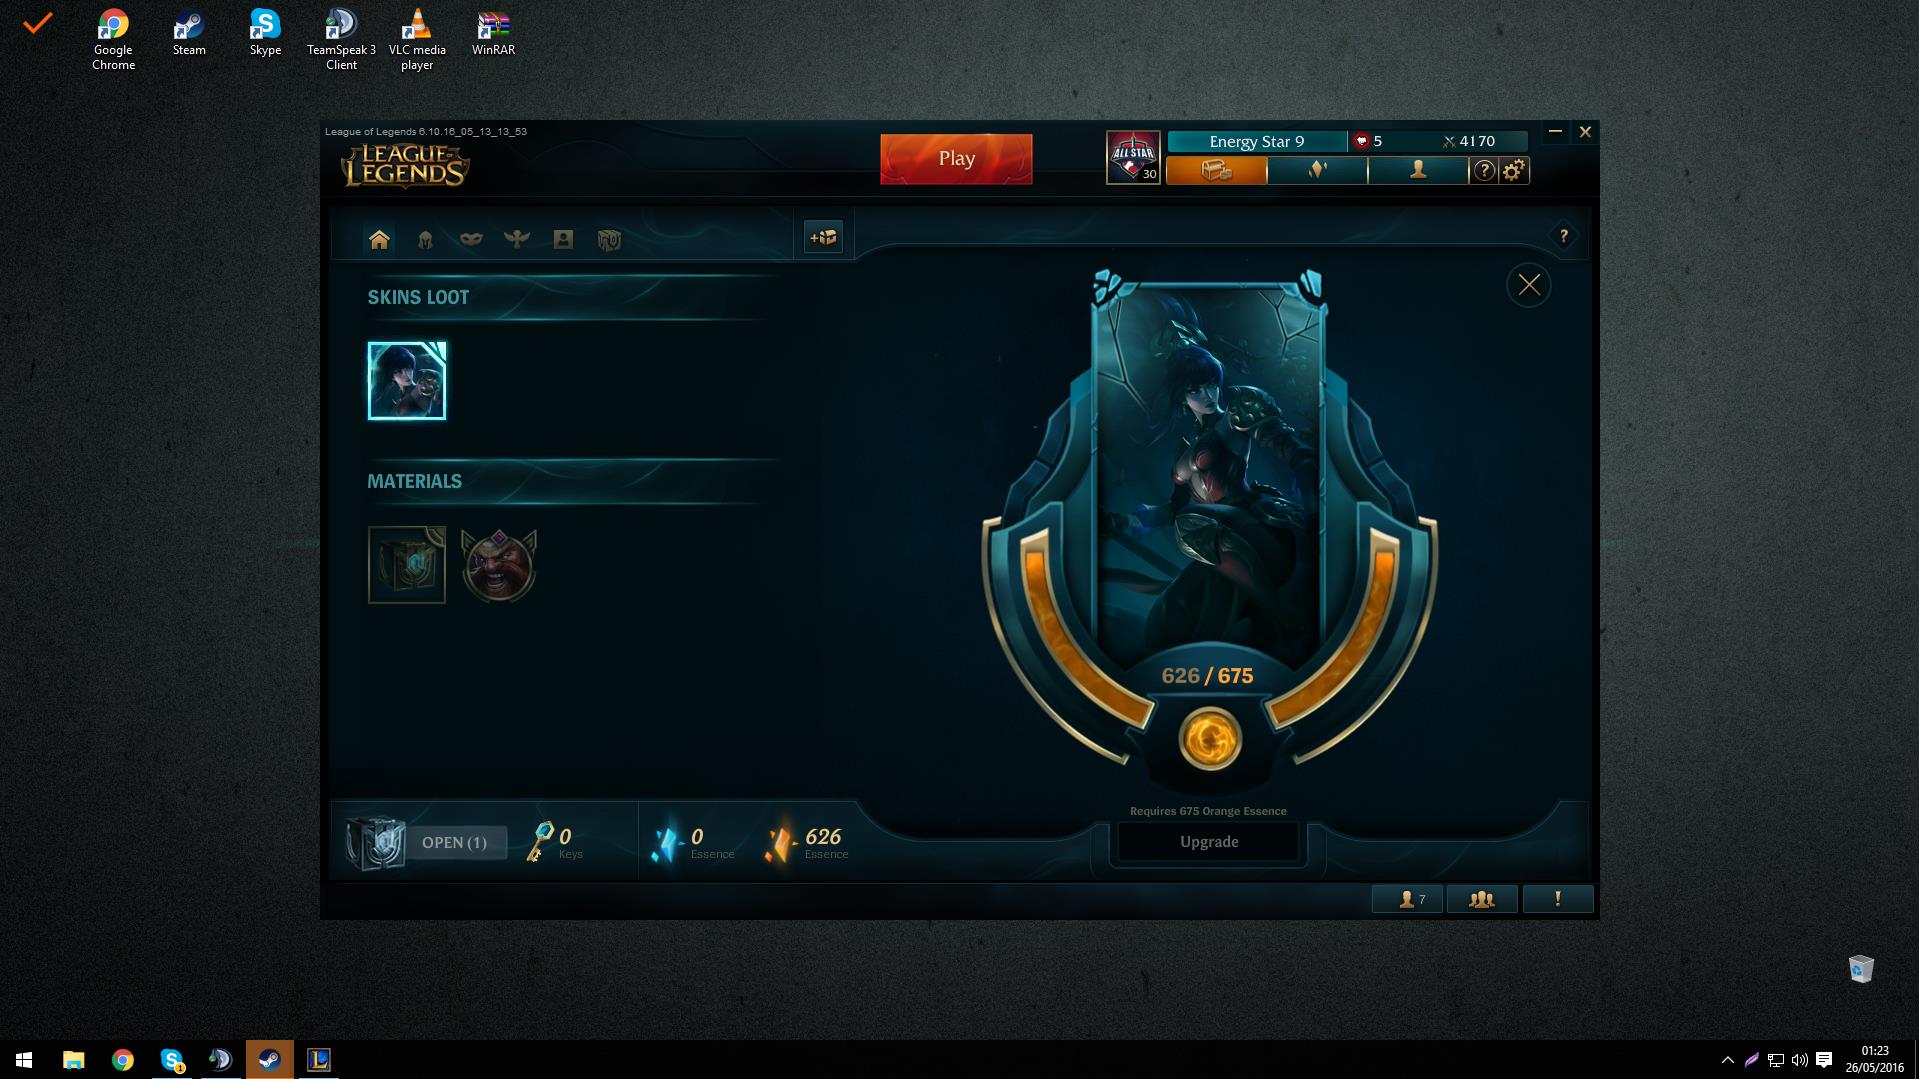 Google
Chrome
Steam
Skype
TeamSpeak 3
Client
VLC media
player
WinRAR
League of Legends 6.10.16_05_13_13_53
LEAGUE OF
LEGENDS
Play
ALL STAR
30
Energy Star 9
5
4170
?
?
SKINS LOOT
MATERIALS
626 / 675
Requires 675 Orange Essence
Upgrade
OPEN (1)
0
Keys
0
Essence
626
Essence
7
!
1
L
01:23
26/05/2016